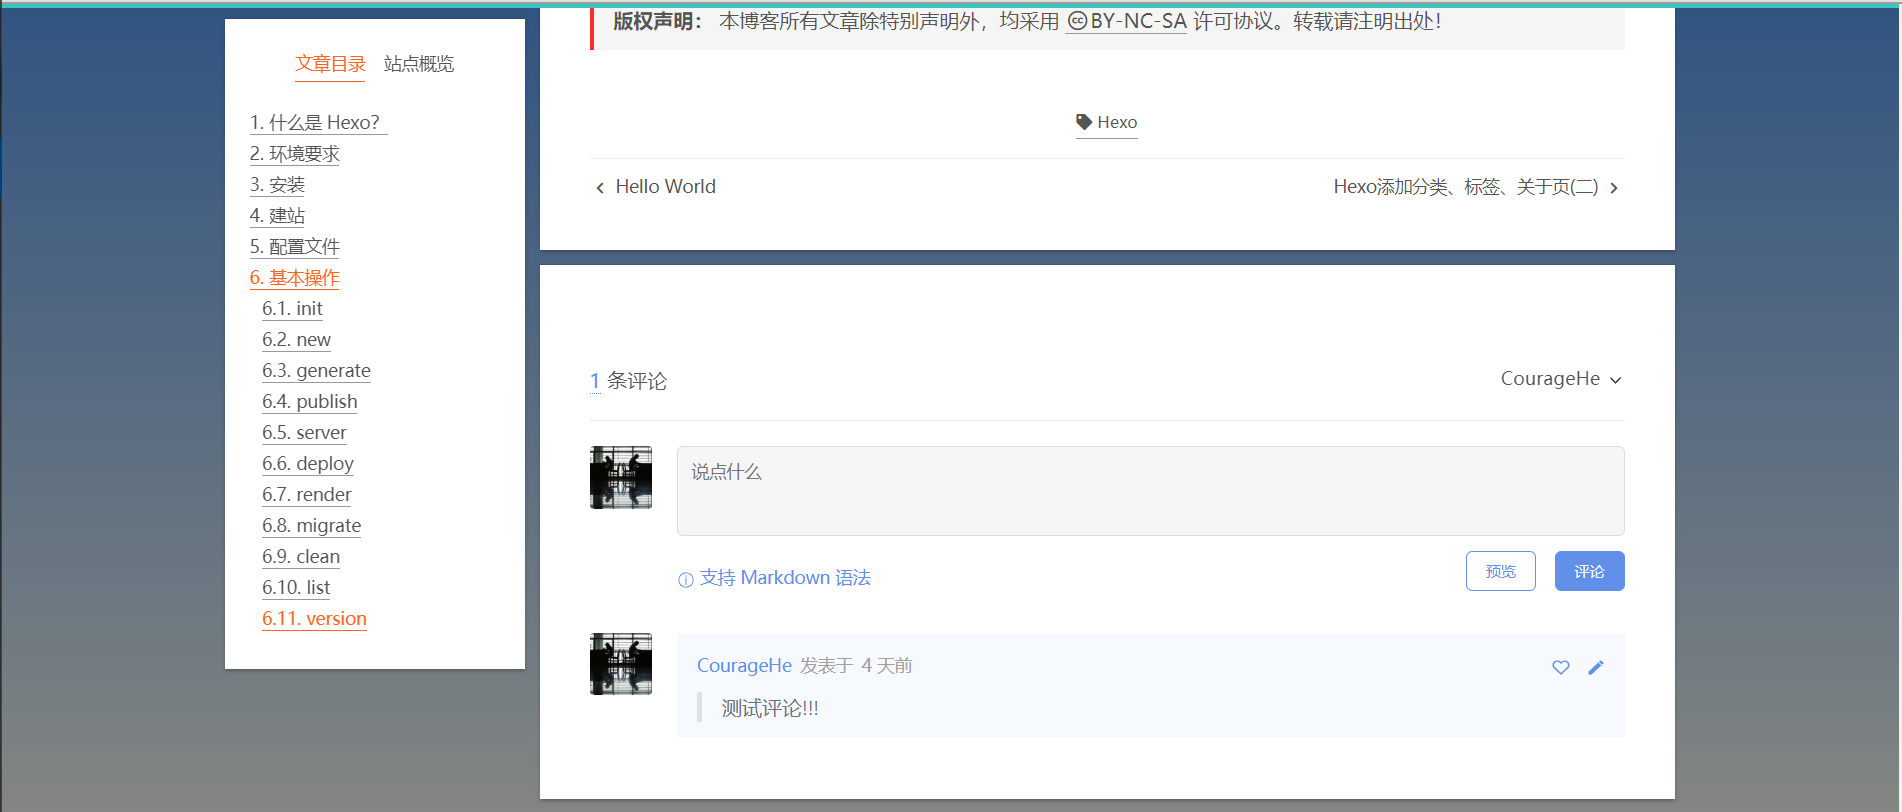 文章目录 站点概览
1. 什么是 Hexo？
2. 环境要求
3. 安装
4. 建站
5. 配置文件
6. 基本操作
6.1. init
6.2. new
6.3. generate
6.4. publish
6.5. server
6.6. deploy
6.7. render
6.8. migrate
6.9. clean
6.10. list
6.11. version
版权声明： 本博客所有文章除特别声明外，均采用 BY-NC-SA 许可协议。转载请注明出处！
Hexo
Hello World
Hexo添加分类、标签、关于页(二)
1 条评论
CourageHe
说点什么
支持 Markdown 语法
预览 评论
CourageHe 发表于 4 天前
测试评论!!!